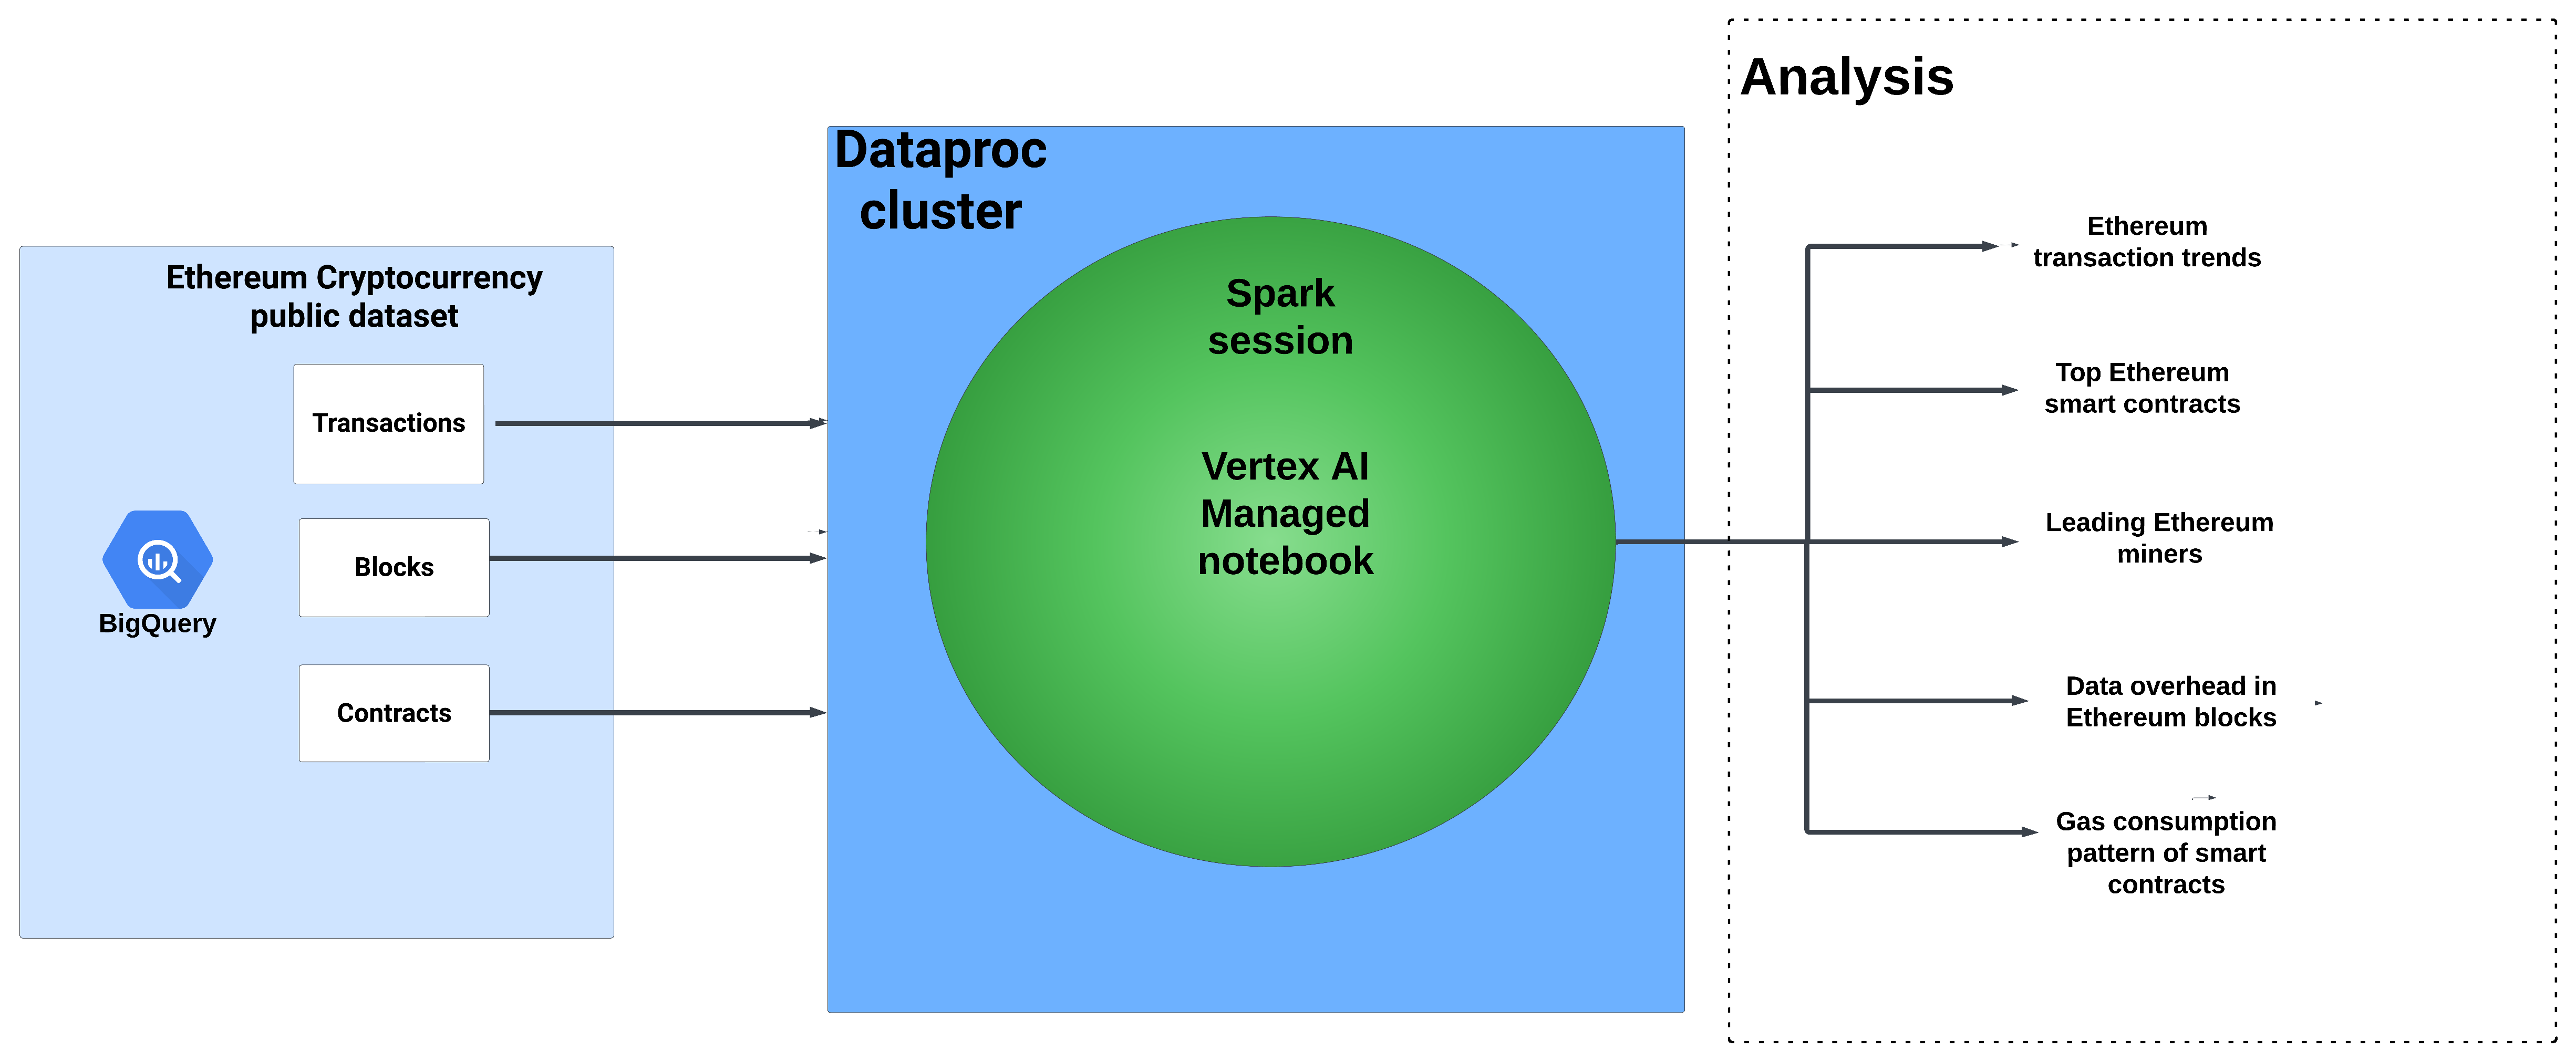 Ethereum Cryptocurrency
public dataset
Transactions
Blocks
BigQuery
Contracts
Dataproc
cluster
Spark
session
Vertex AI
Managed
notebook
Analysis
Ethereum
transaction trends
Top Ethereum
smart contracts
Leading Ethereum
miners
Data overhead in
Ethereum blocks
Gas consumption
pattern of smart
contracts